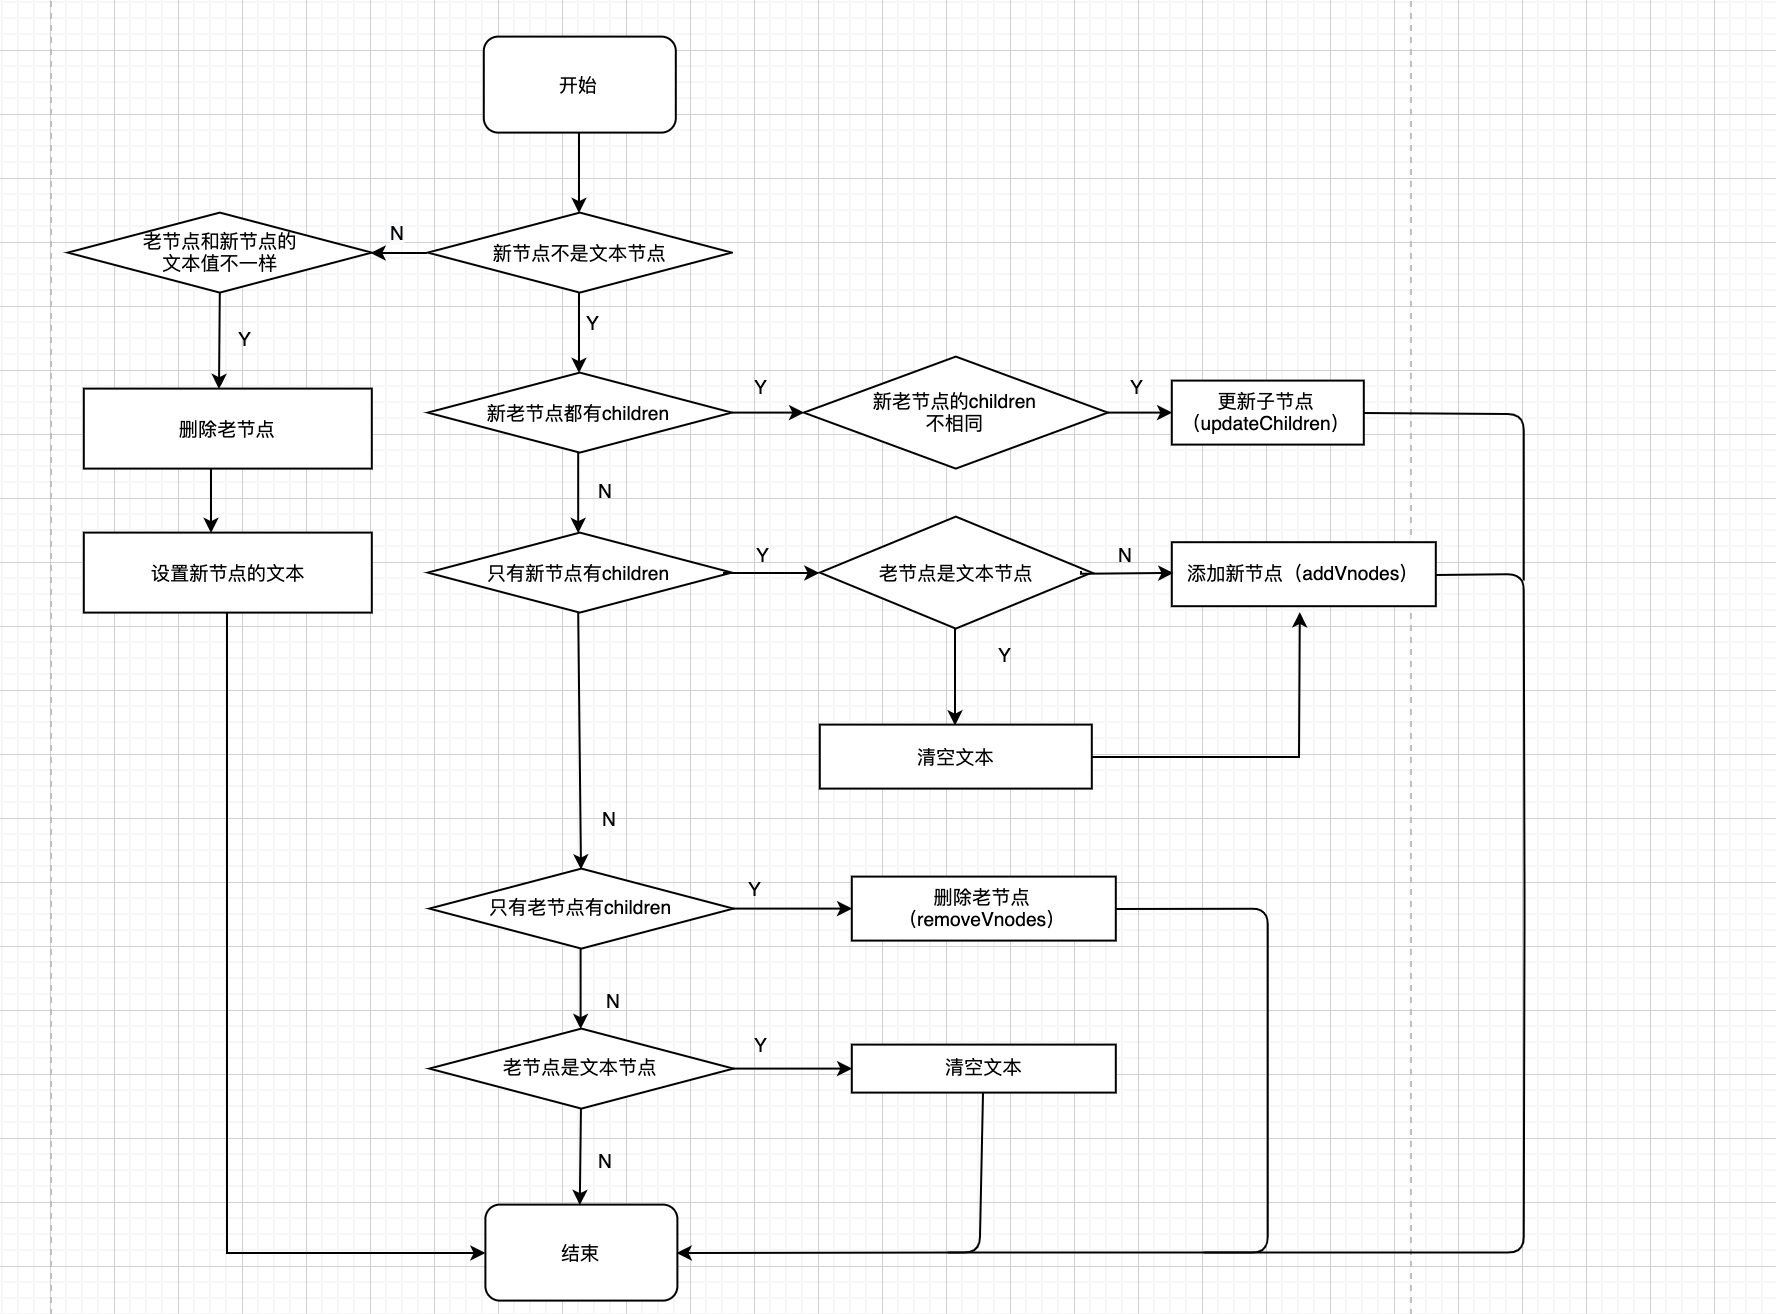 开始
老节点和新节点的
文本值不一样
N
新节点不是文本节点
Y
Y
删除老节点
新老节点都有children
Y
新老节点的children
不相同
Y
更新子节点
（updateChildren）
N
设置新节点的文本
只有新节点有children
Y
老节点是文本节点
N
添加新节点（addVnodes）
Y
清空文本
N
只有老节点有children
Y
删除老节点
（removeVnodes）
N
老节点是文本节点
Y
清空文本
N
结束